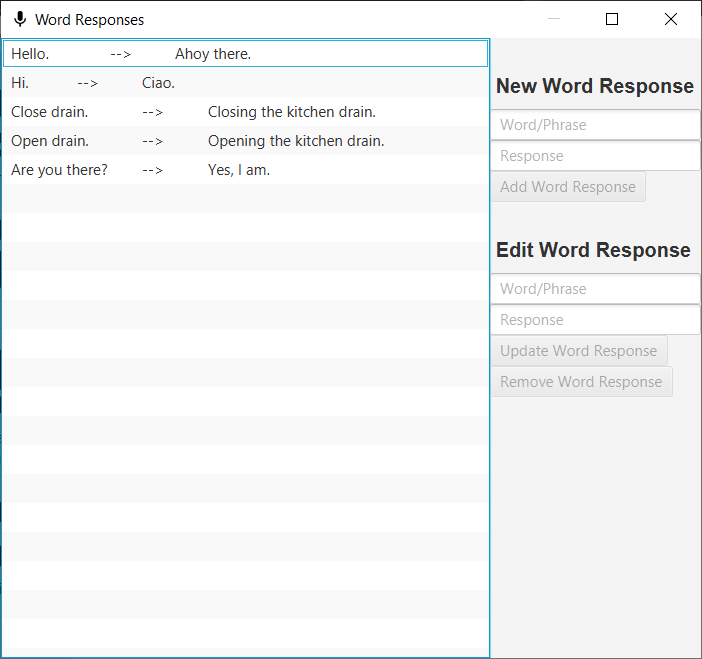 Word Responses
Hello. --> Ahoy there.
Hi. --> Ciao.
Close drain. --> Closing the kitchen drain.
Open drain. --> Opening the kitchen drain.
Are you there? --> Yes, I am.
New Word Response
Word/Phrase
Response
Add Word Response
Edit Word Response
Word/Phrase
Response
Update Word Response
Remove Word Response